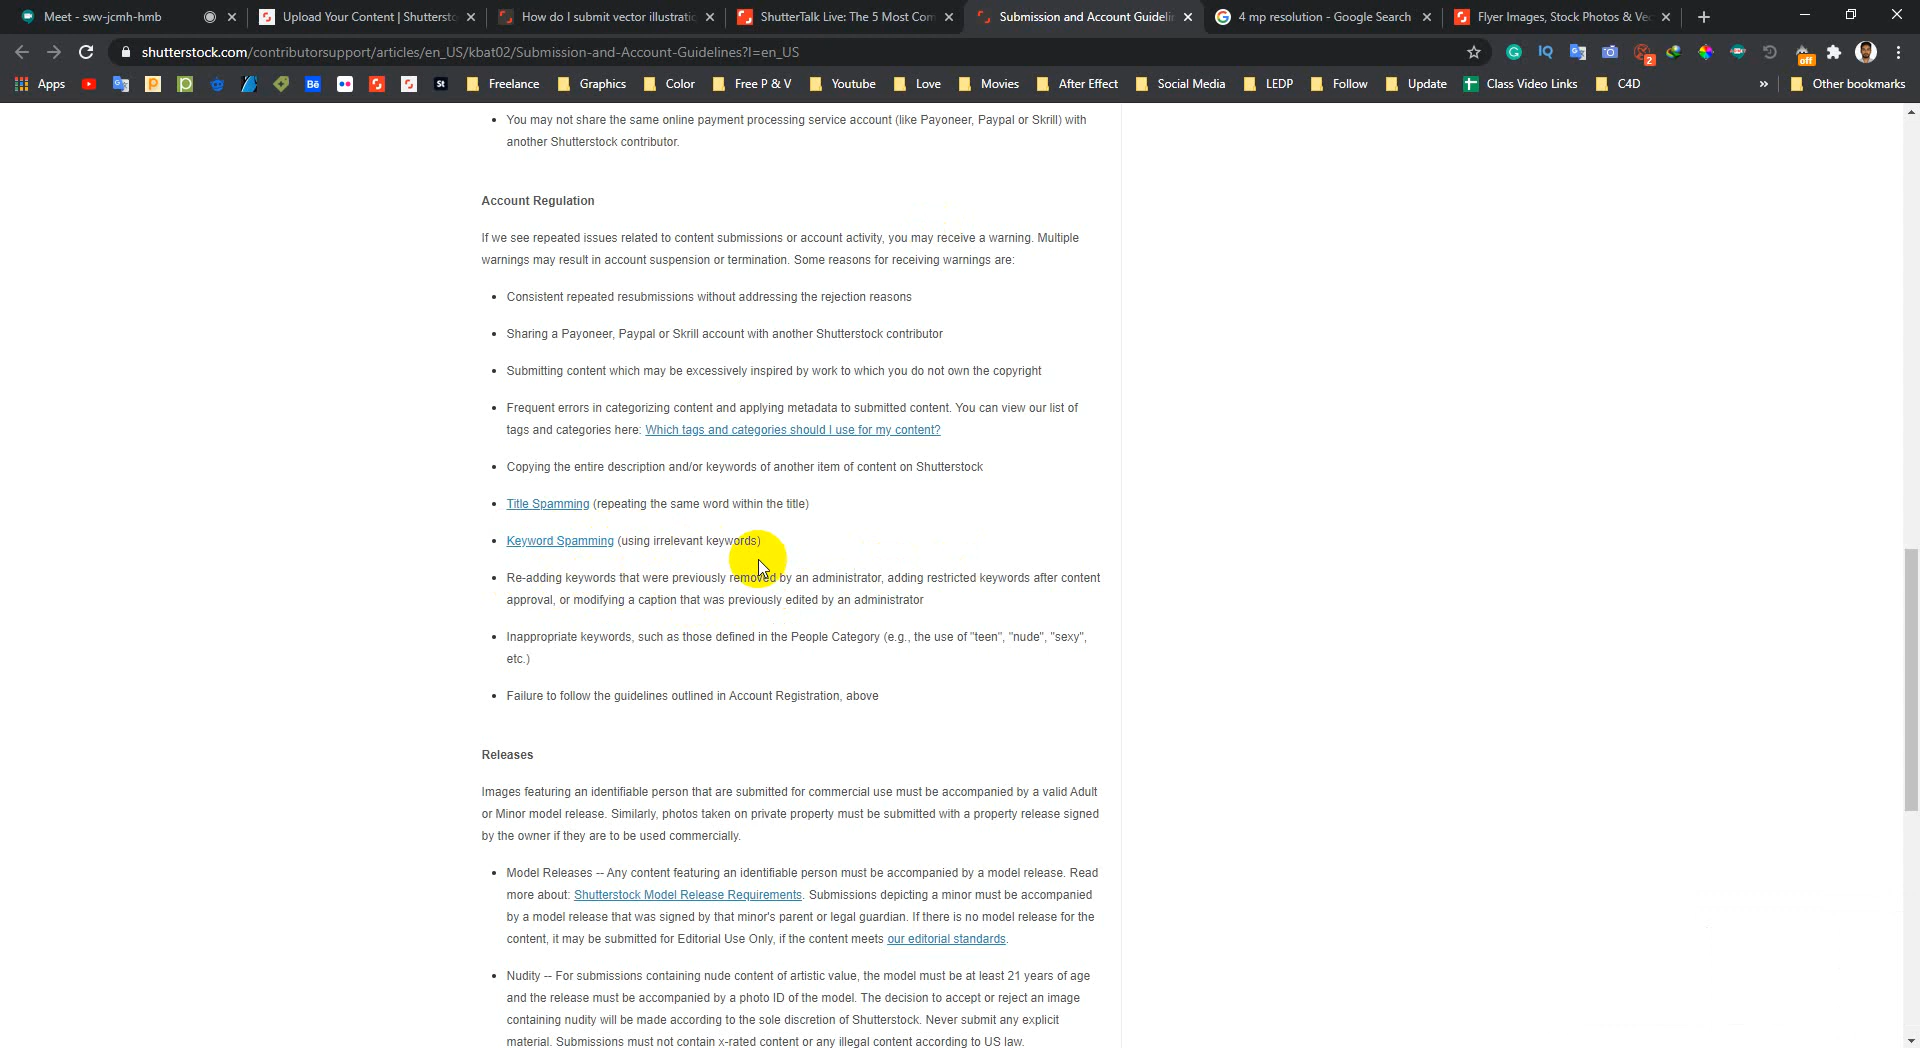 Meet - swv-jcmh-hmb
Upload Your Content | Shuttersto
How do I submit vector illustratio
ShutterTalk Live: The 5 Most Com
Submission and Account Guidelin
4 mp resolution - Google Search
Flyer Images, Stock Photos & Vec
shutterstock.com/contributorsupport/articles/en_US/kbat02/Submission-and-Account-Guidelines?l=en_US
IQ
2
off
Apps
Bē
St
Freelance
Graphics
Color
Free P & V
Youtube
Love
Movies
After Effect
Social Media
LEDP
Follow
Update
Class Video Links
C4D
»
Other bookmarks
• You may not share the same online payment processing service account (like Payoneer, Paypal or Skrill) with
another Shutterstock contributor.
Account Regulation
If we see repeated issues related to content submissions or account activity, you may receive a warning. Multiple
warnings may result in account suspension or termination. Some reasons for receiving warnings are:
• Consistent repeated resubmissions without addressing the rejection reasons
• Sharing a Payoneer, Paypal or Skrill account with another Shutterstock contributor
• Submitting content which may be excessively inspired by work to which you do not own the copyright
• Frequent errors in categorizing content and applying metadata to submitted content. You can view our list of
tags and categories here: Which tags and categories should I use for my content?
• Copying the entire description and/or keywords of another item of content on Shutterstock
• Title Spamming (repeating the same word within the title)
• Keyword Spamming (using irrelevant keywords)
• Re-adding keywords that were previously removed by an administrator, adding restricted keywords after content
approval, or modifying a caption that was previously edited by an administrator
• Inappropriate keywords, such as those defined in the People Category (e.g., the use of "teen", "nude", "sexy",
etc.)
• Failure to follow the guidelines outlined in Account Registration, above
Releases
Images featuring an identifiable person that are submitted for commercial use must be accompanied by a valid Adult
or Minor model release. Similarly, photos taken on private property must be submitted with a property release signed
by the owner if they are to be used commercially.
• Model Releases -- Any content featuring an identifiable person must be accompanied by a model release. Read
more about: Shutterstock Model Release Requirements. Submissions depicting a minor must be accompanied
by a model release that was signed by that minor's parent or legal guardian. If there is no model release for the
content, it may be submitted for Editorial Use Only, if the content meets our editorial standards.
• Nudity -- For submissions containing nude content of artistic value, the model must be at least 21 years of age
and the release must be accompanied by a photo ID of the model. The decision to accept or reject an image
containing nudity will be made according to the sole discretion of Shutterstock. Never submit any explicit
material. Submissions must not contain x-rated content or any illegal content according to US law.